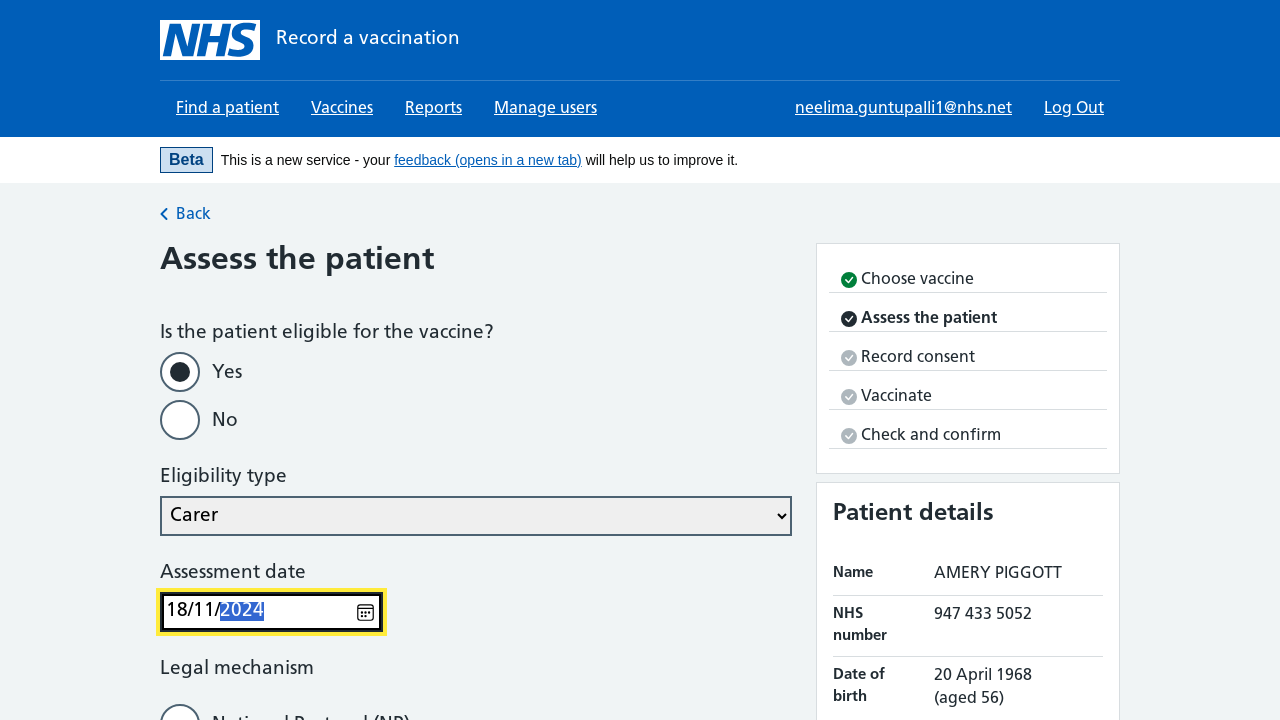 NHS Record a vaccination
Find a patient Vaccines Reports Manage users neelima.guntupalli1@nhs.net Log Out
Beta This is a new service - your feedback (opens in a new tab) will help us to improve it.
Back
Assess the patient
Is the patient eligible for the vaccine?
Yes
No
Eligibility type
Carer
Assessment date
18/11/2024
Legal mechanism
National Protocol (NP)
Choose vaccine
Assess the patient
Record consent
Vaccinate
Check and confirm
Patient details
Name AMERY PIGGOTT
NHS number 947 433 5052
Date of birth 20 April 1968 (aged 56)